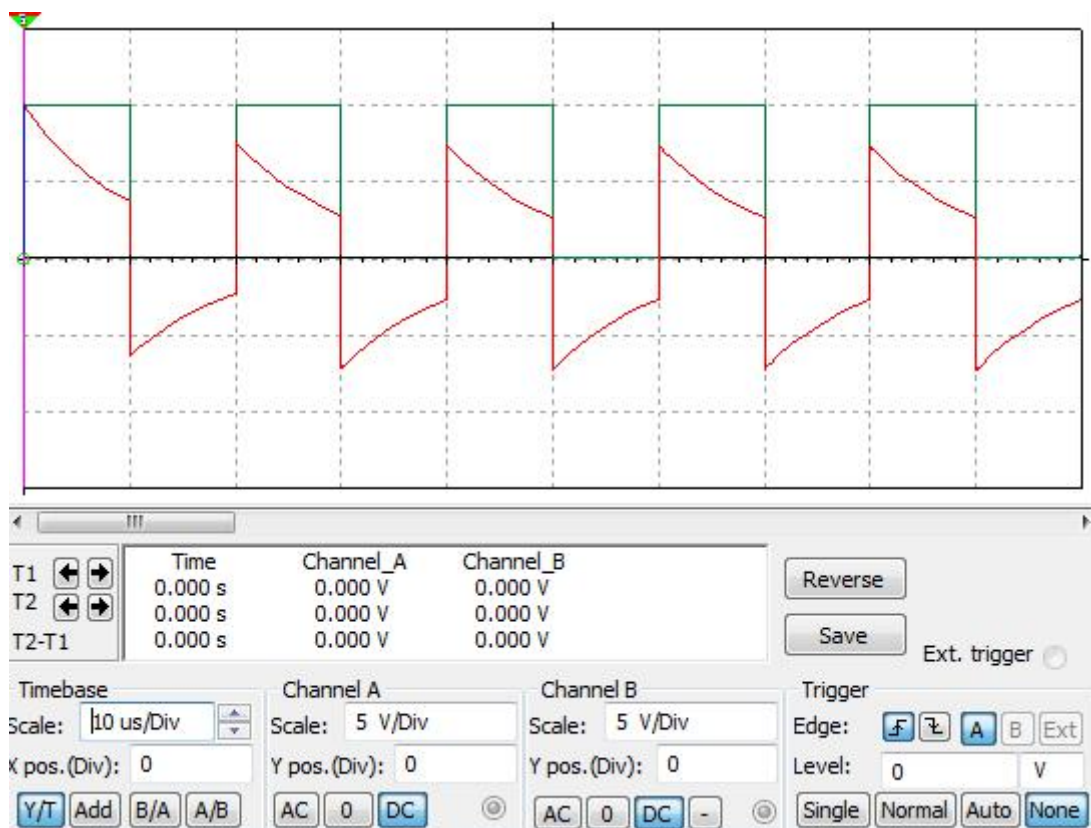 Time Channel_A Channel_B
T1 0.000 s 0.000 V 0.000 V
T2 0.000 s 0.000 V 0.000 V
T2-T1 0.000 s 0.000 V 0.000 V
Reverse
Save
Ext. trigger
Timebase
Scale: 10 us/Div
X pos.(Div): 0
Y/T Add B/A A/B
Channel A
Scale: 5 V/Div
Y pos.(Div): 0
AC 0 DC
Channel B
Scale: 5 V/Div
Y pos.(Div): 0
AC 0 DC -
Trigger
Edge: A B Ext
Level: 0 V
Single Normal Auto None